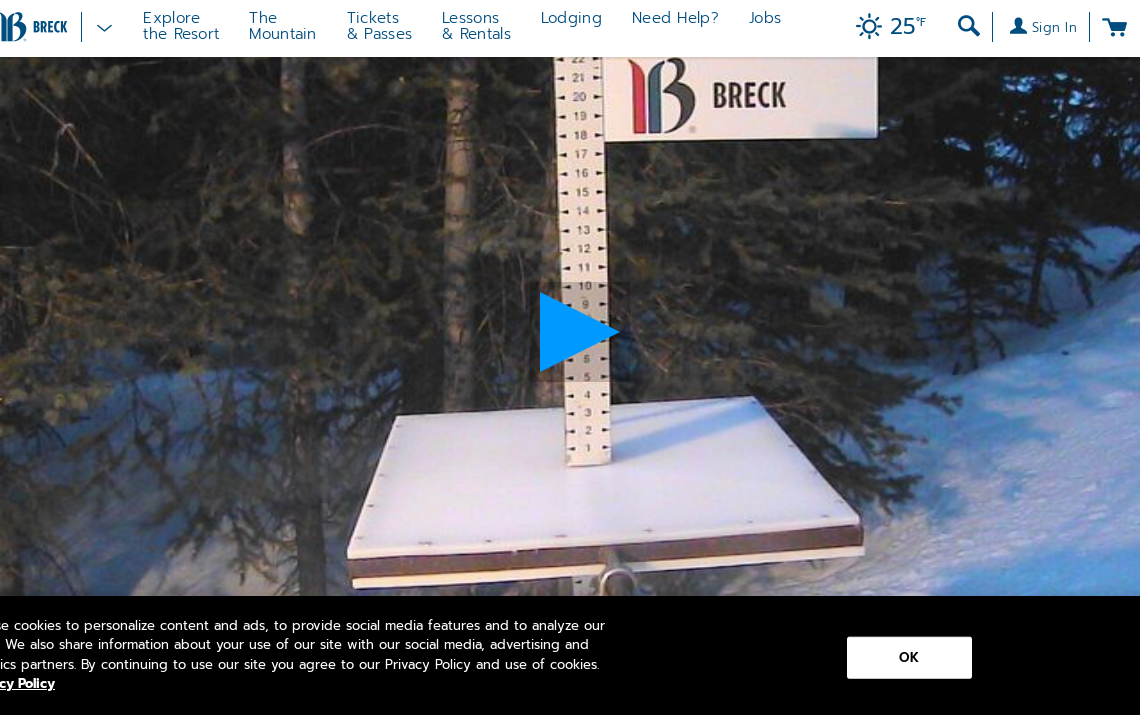 BRECK
Explore
the Resort
The
Mountain
Tickets
& Passes
Lessons
& Rentals
Lodging
Need Help?
Jobs
25°F
Sign In
22
21
20
19
18
17
16
15
14
13
12
11
10
9
6
5
4
3
2
1
B BRECK
®
cookies to personalize content and ads, to provide social media features and to analyze our
We also share information about your use of our site with our social media, advertising and
partners. By continuing to use our site you agree to our Privacy Policy and use of cookies.
Policy
OK